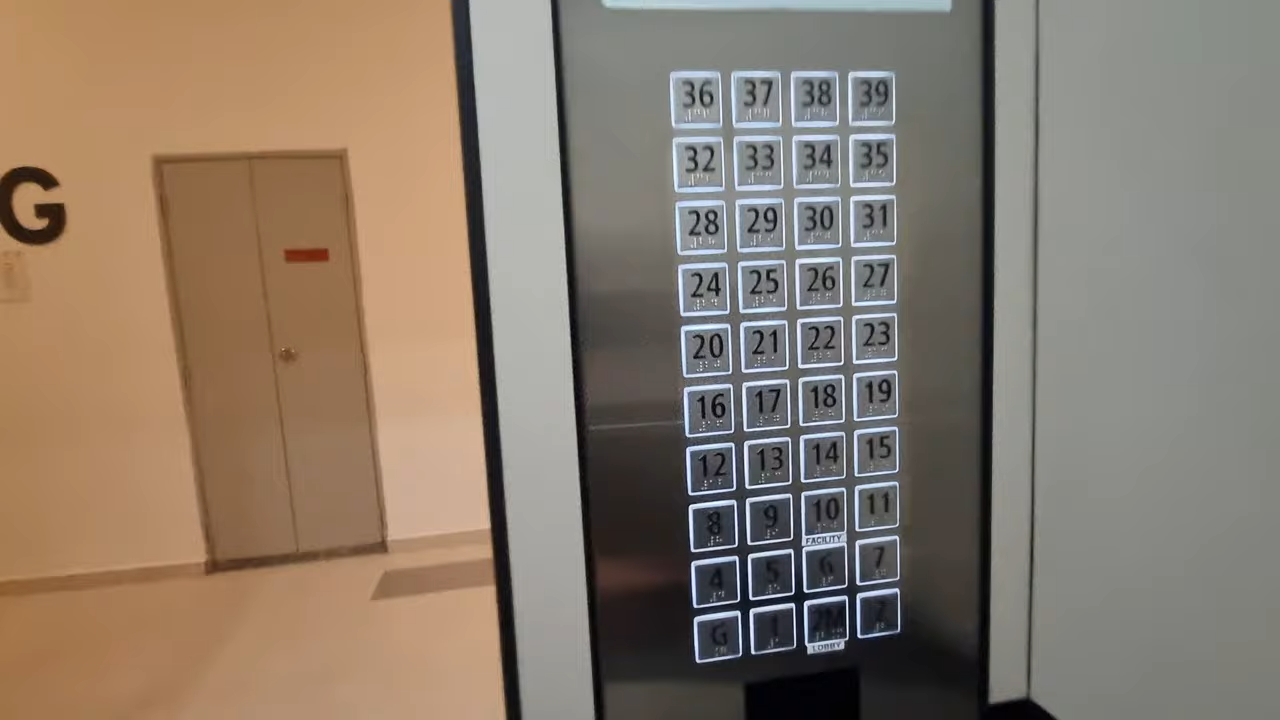 G
36 37 38 39
32 33 34 35
28 29 30 31
24 25 26 27
20 21 22 23
16 17 18 19
12 13 14 15
8 9 10 11
FACILITY
4 5 6 7
G 1 2M 2
LOBBY